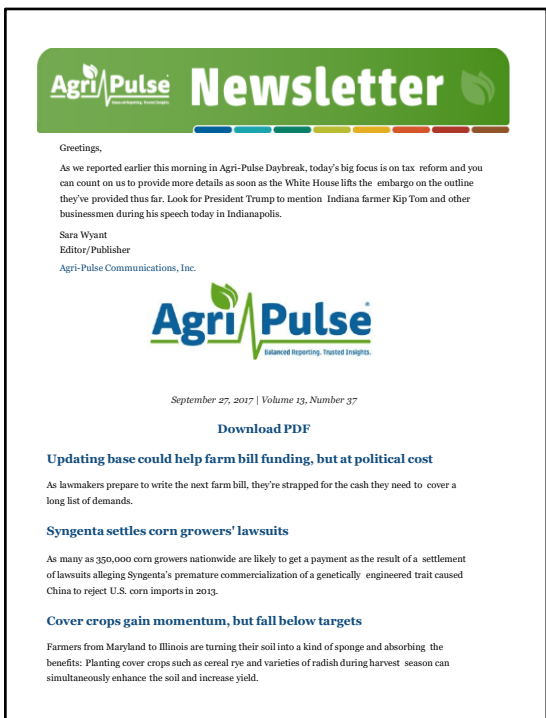 Agri Pulse
Balanced Reporting. Trusted Insights.
Newsletter
Greetings,
As we reported earlier this morning in Agri-Pulse Daybreak, today's big focus is on tax reform and you
can count on us to provide more details as soon as the White House lifts the embargo on the outline
they've provided thus far. Look for President Trump to mention Indiana farmer Kip Tom and other
businessmen during his speech today in Indianapolis.
Sara Wyant
Editor/Publisher
Agri-Pulse Communications, Inc.
Agri Pulse®
Balanced Reporting. Trusted Insights.
September 27, 2017 | Volume 13, Number 37
Download PDF
Updating base could help farm bill funding, but at political cost
As lawmakers prepare to write the next farm bill, they're strapped for the cash they need to cover a
long list of demands.
Syngenta settles corn growers' lawsuits
As many as 350,000 corn growers nationwide are likely to get a payment as the result of a settlement
of lawsuits alleging Syngenta's premature commercialization of a genetically engineered trait caused
China to reject U.S. corn imports in 2013.
Cover crops gain momentum, but fall below targets
Farmers from Maryland to Illinois are turning their soil into a kind of sponge and absorbing the
benefits: Planting cover crops such as cereal rye and varieties of radish during harvest season can
simultaneously enhance the soil and increase yield.